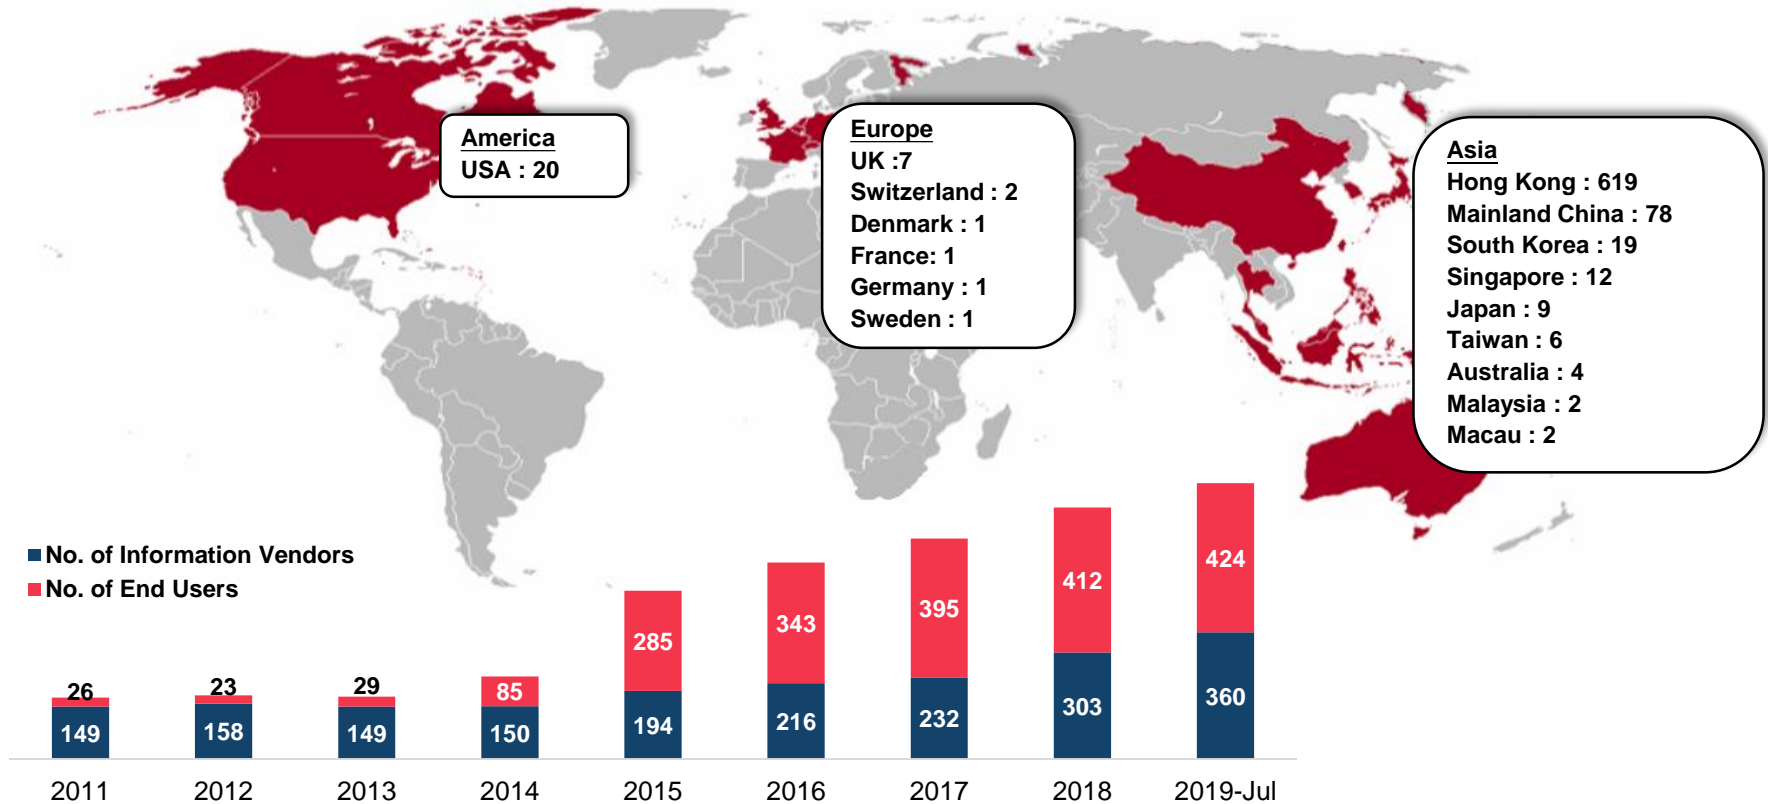 America
USA : 20
Europe
UK :7
Switzerland : 2
Denmark : 1
France: 1
Germany : 1
Sweden : 1
Asia
Hong Kong : 619
Mainland China : 78
South Korea : 19
Singapore : 12
Japan : 9
Taiwan : 6
Australia : 4
Malaysia : 2
Macau : 2
No. of Information Vendors
No. of End Users
26 23 29 85 285 343 395 412 424
149 158 149 150 194 216 232 303 360
2011 2012 2013 2014 2015 2016 2017 2018 2019-Jul